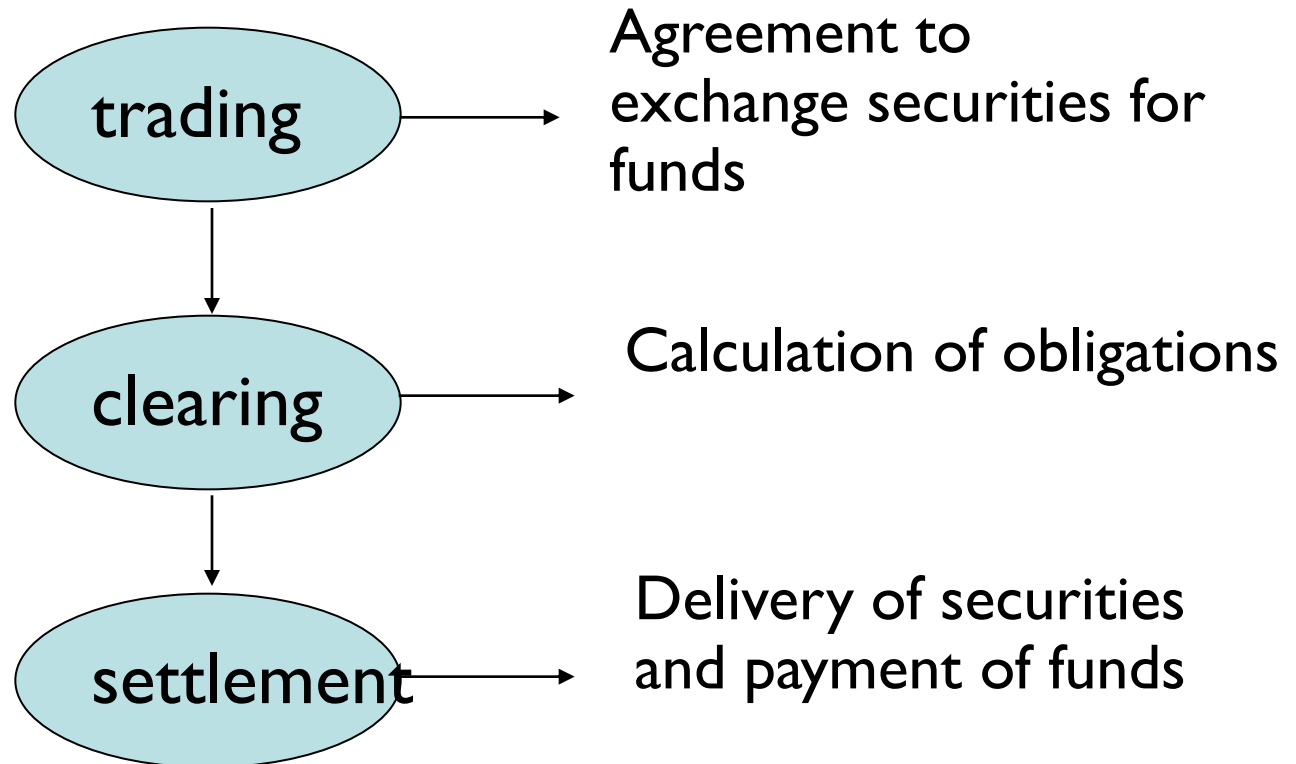 trading
Agreement to
exchange securities for
funds
clearing
Calculation of obligations
settlement
Delivery of securities
and payment of funds